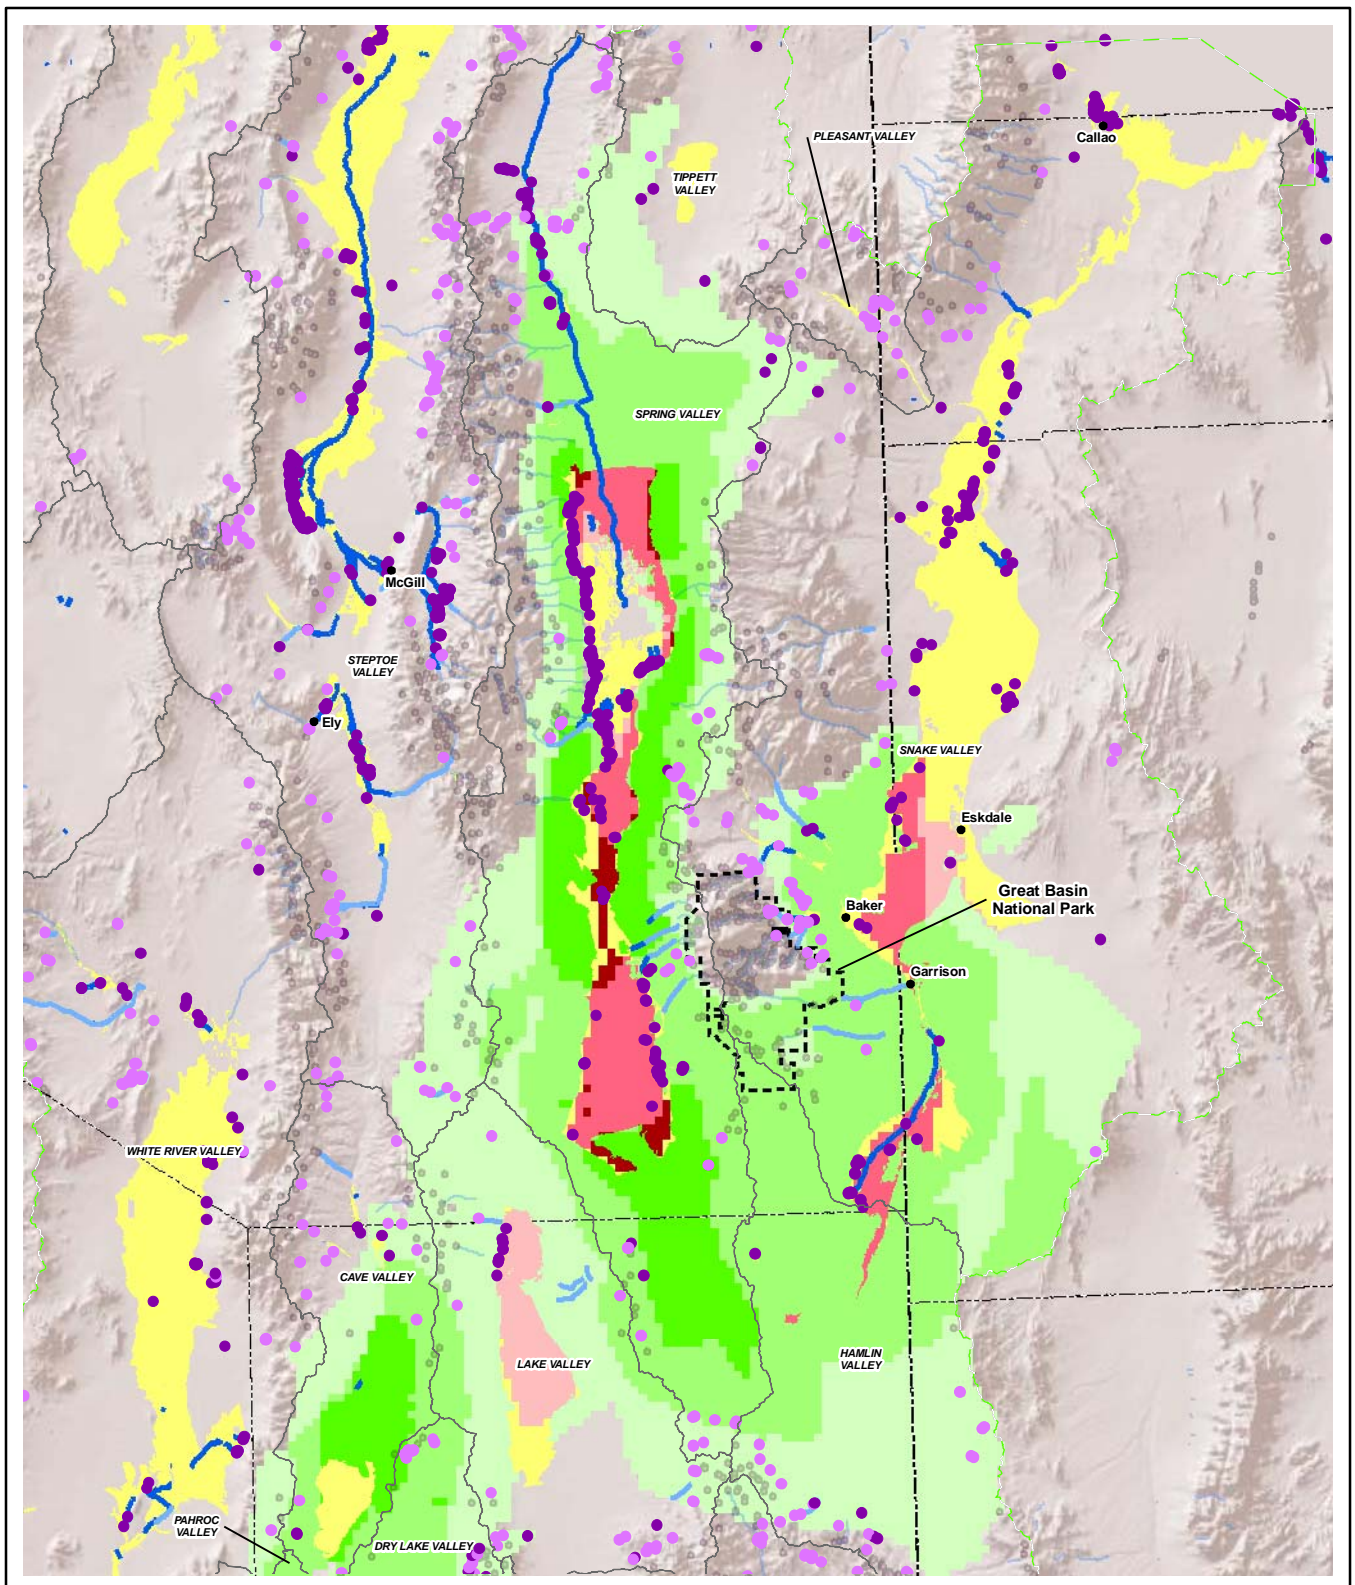 PLEASANT VALLEY
Callao
TIPPETT
VALLEY
SPRING VALLEY
McGill
STEPTOE
VALLEY
Ely
SNAKE VALLEY
Eskdale
Great Basin
National Park
Baker
Garrison
WHITE RIVER VALLEY
CAVE VALLEY
LAKE VALLEY
HAMLIN
VALLEY
PAHROC
VALLEY
DRY LAKE VALLEY